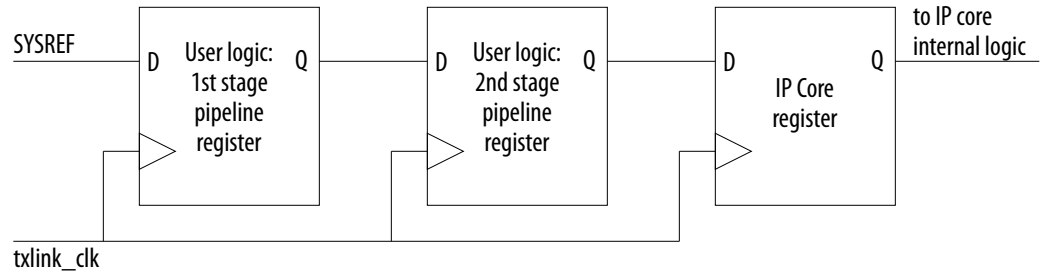 SYSREF
D
User logic:
1st stage
pipeline
register
Q
D
User logic:
2nd stage
pipeline
register
Q
D
IP Core
register
Q
to IP core
internal logic
txlink_clk